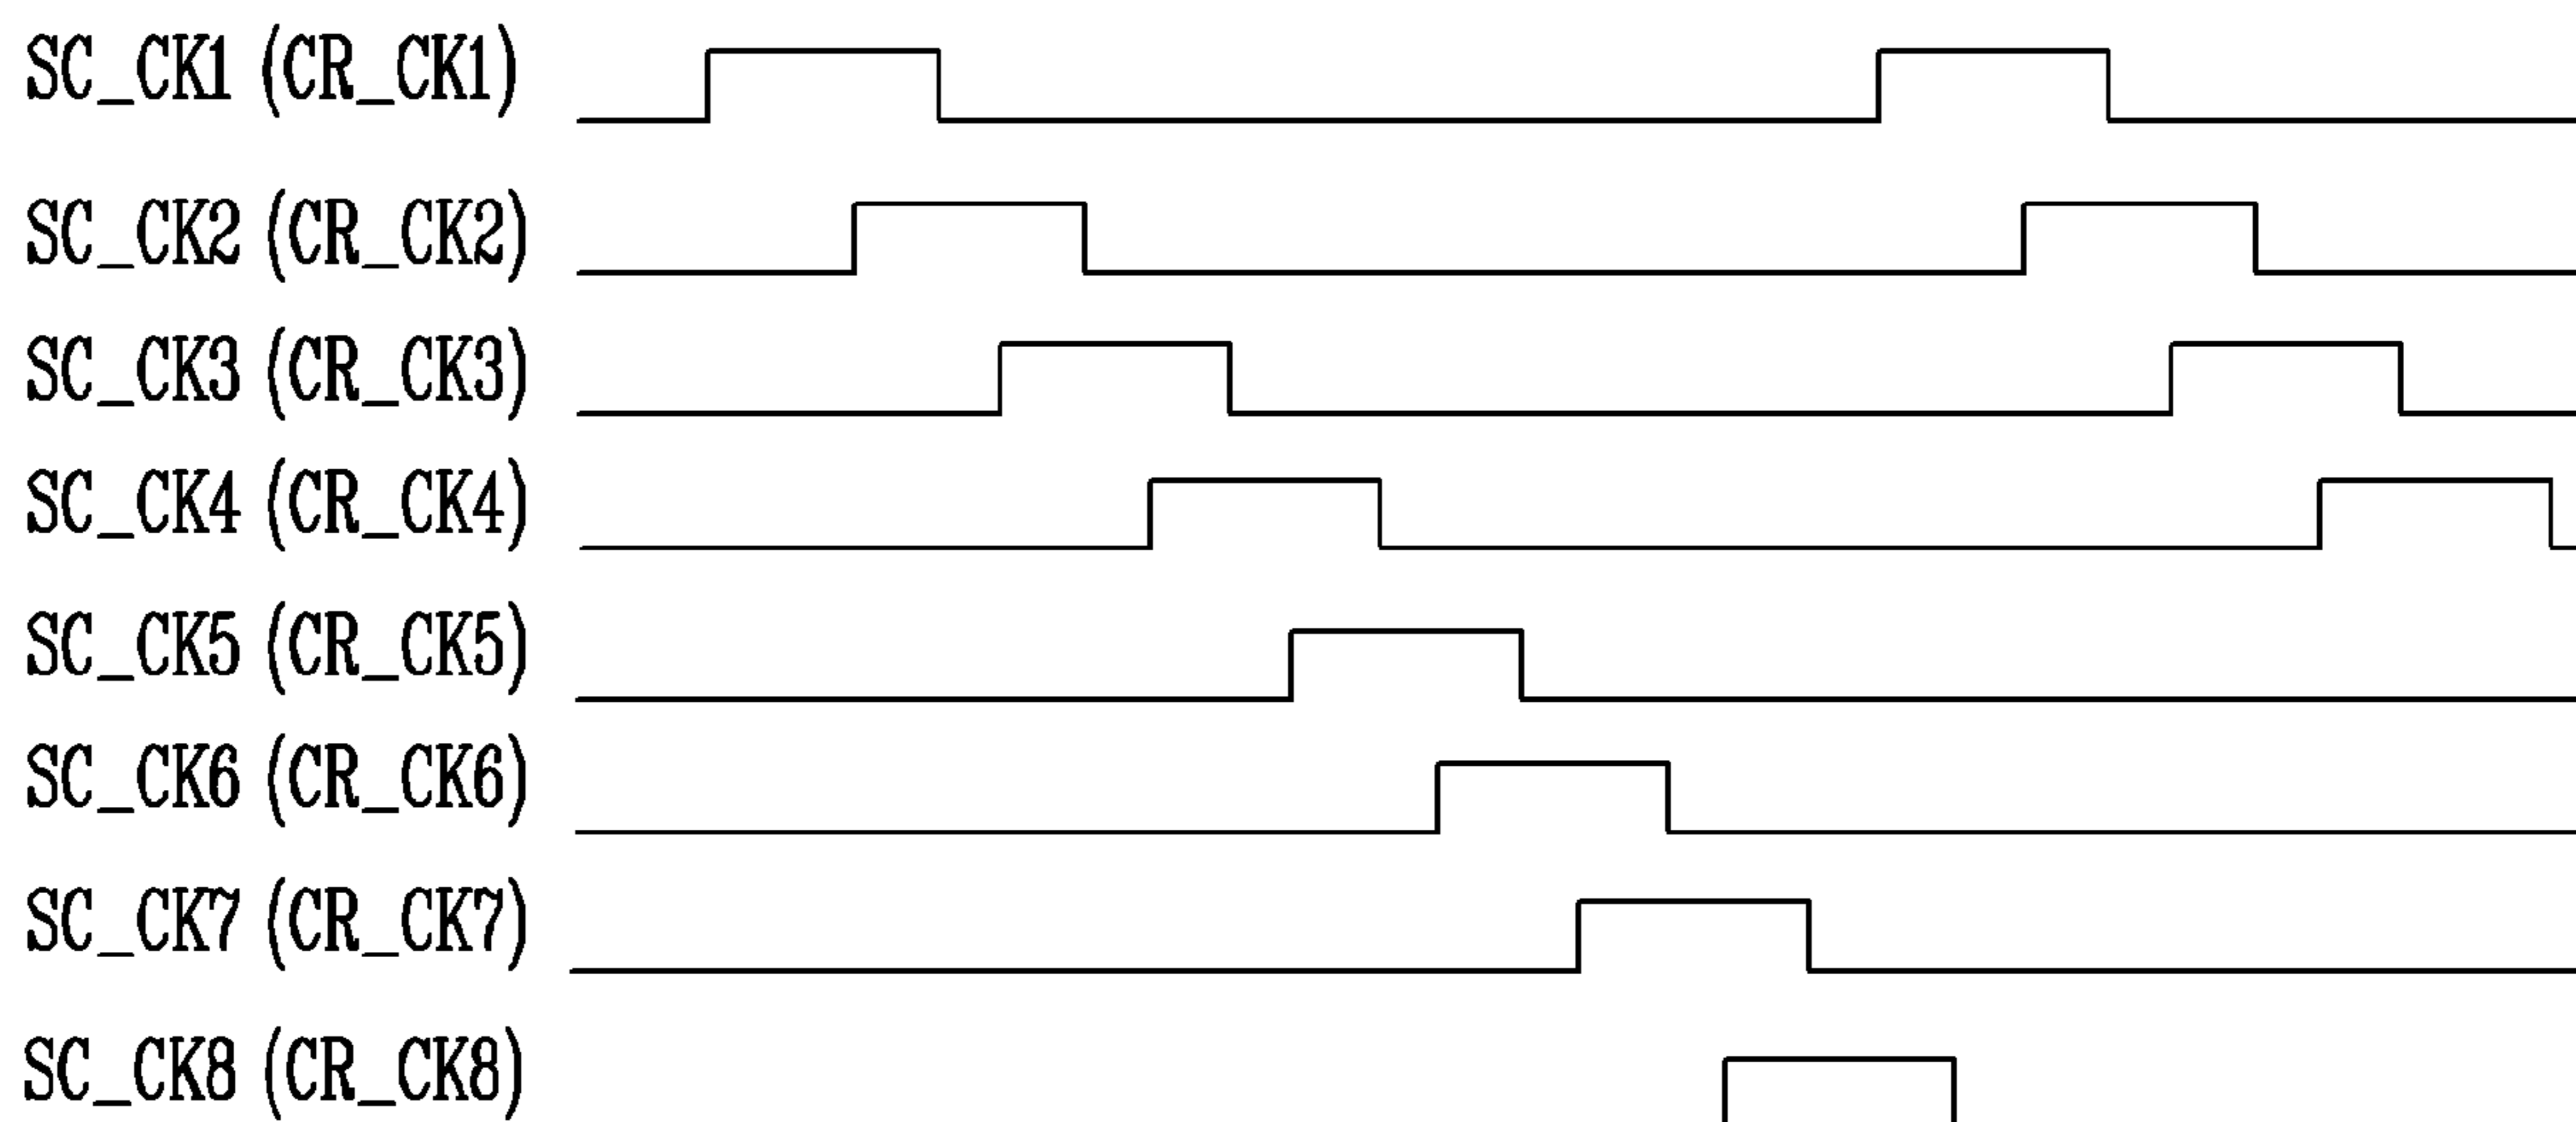 SC_CK1 (CR_CK1)
SC_CK2 (CR_CK2)
SC_CK3 (CR_CK3)
SC_CK4 (CR_CK4)
SC_CK5 (CR_CK5)
SC_CK6 (CR_CK6)
SC_CK7 (CR_CK7)
SC_CK8 (CR_CK8)